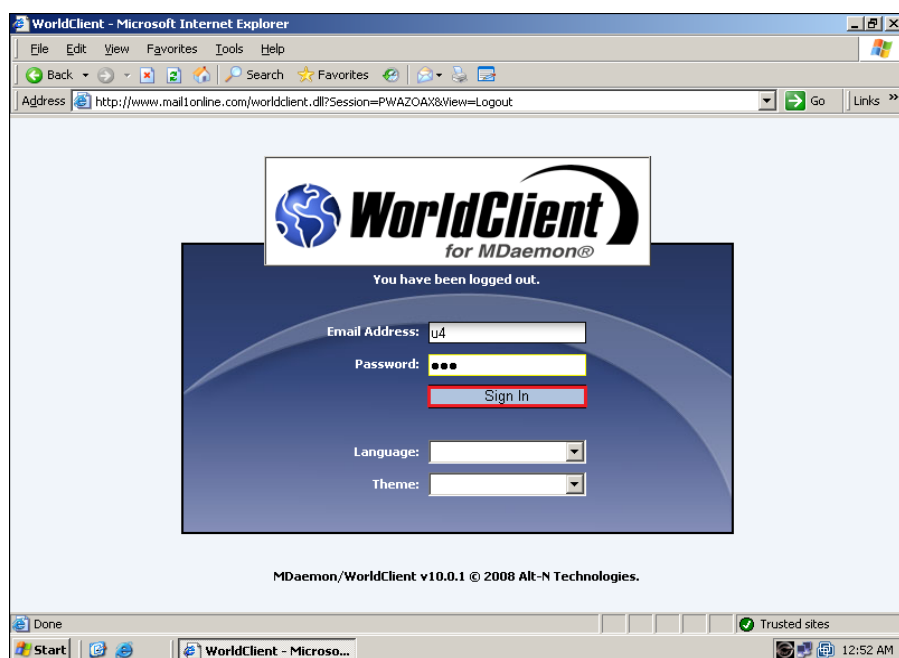 WorldClient - Microsoft Internet Explorer
File Edit View Favorites Tools Help
Back Search Favorites
Address http://www.mail1online.com/worldclient.dll?Session=PWAZOAX&View=Logout Go Links »
WorldClient
for MDaemon®
You have been logged out.
Email Address: u4
Password: ●●●
Sign In
Language:
Theme:
MDaemon/WorldClient v10.0.1 © 2008 Alt-N Technologies.
Done Trusted sites
Start WorldClient - Microso... 12:52 AM